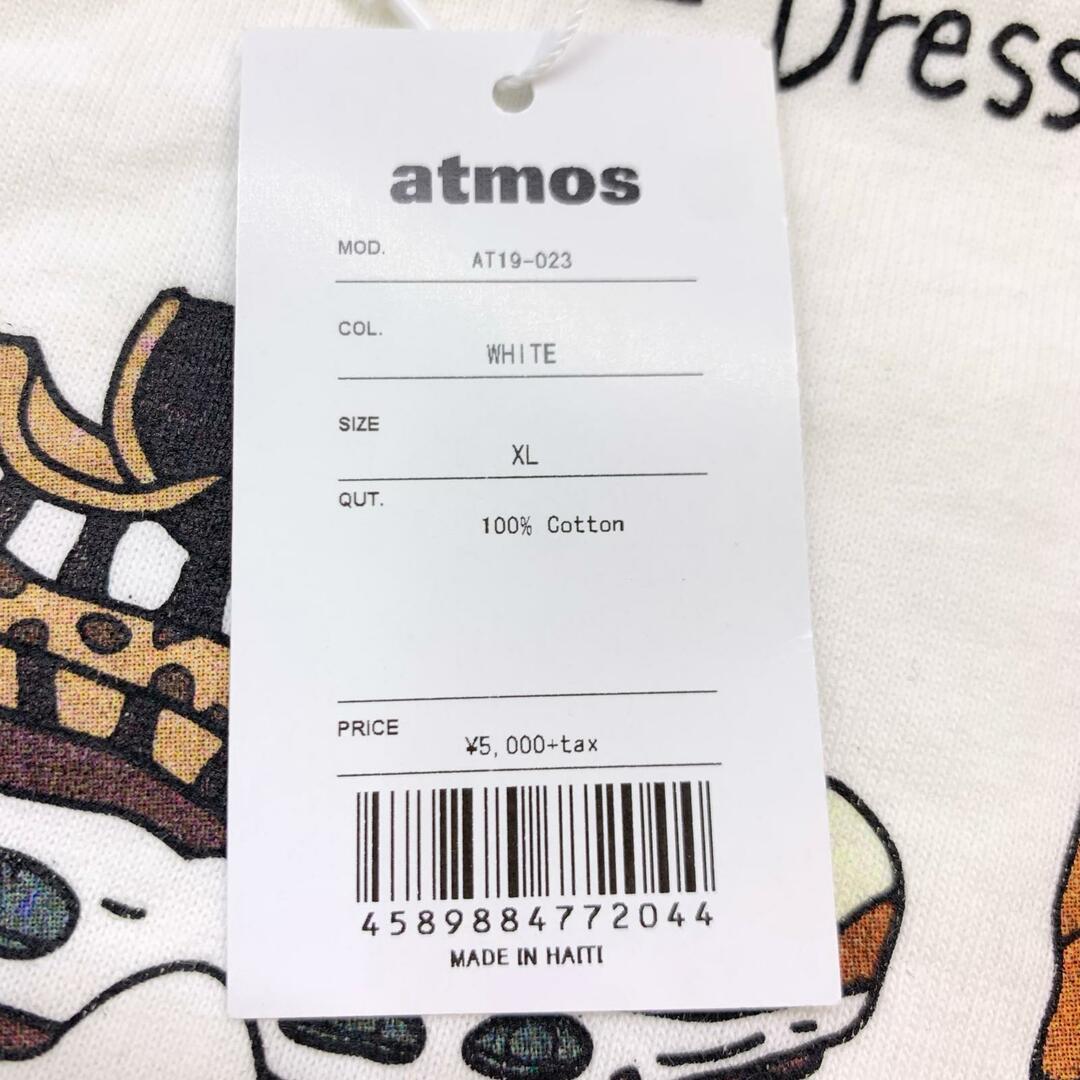 Dress
atmos
MOD. AT19-023
COL. WHITE
SIZE XL
QUT. 100% Cotton
PRICE ¥5,000+tax
4589884772044
MADE IN HAITI